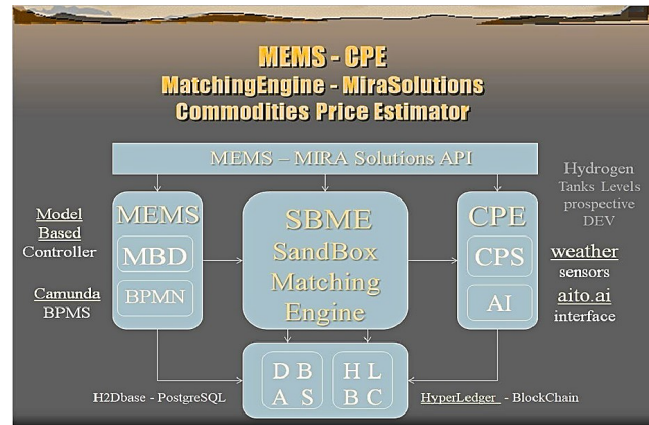 MEMS - CPE
MatchingEngine - MiraSolutions
Commodities Price Estimator
MEMS – MIRA Solutions API
Hydrogen
Tanks Levels
prospective
DEV
Model
Based
Controller
Camunda
BPMS
MEMS
MBD
BPMN
SBME
SandBox
Matching
Engine
CPE
CPS
AI
weather
sensors
aito.ai
interface
D B
A S
H L
B C
H2Dbase - PostgreSQL
HyperLedger - BlockChain